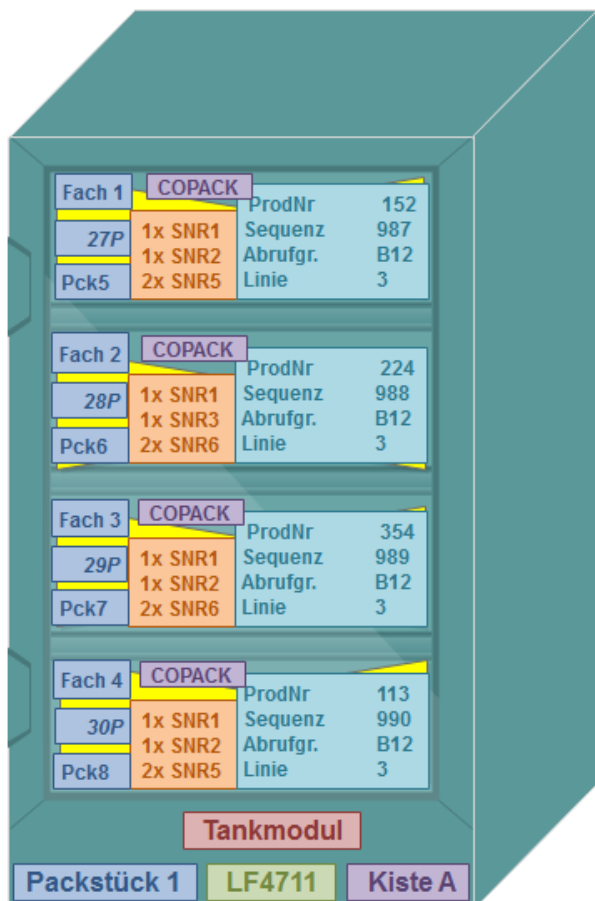 Fach 1
COPACK
27P
Pck5
1x SNR1
1x SNR2
2x SNR5
ProdNr 152
Sequenz 987
Abrufgr. B12
Linie 3
Fach 2
COPACK
28P
Pck6
1x SNR1
1x SNR3
2x SNR6
ProdNr 224
Sequenz 988
Abrufgr. B12
Linie 3
Fach 3
COPACK
29P
Pck7
1x SNR1
1x SNR2
2x SNR6
ProdNr 354
Sequenz 989
Abrufgr. B12
Linie 3
Fach 4
COPACK
30P
Pck8
1x SNR1
1x SNR2
2x SNR5
ProdNr 113
Sequenz 990
Abrufgr. B12
Linie 3
Tankmodul
Packstück 1
LF4711
Kiste A